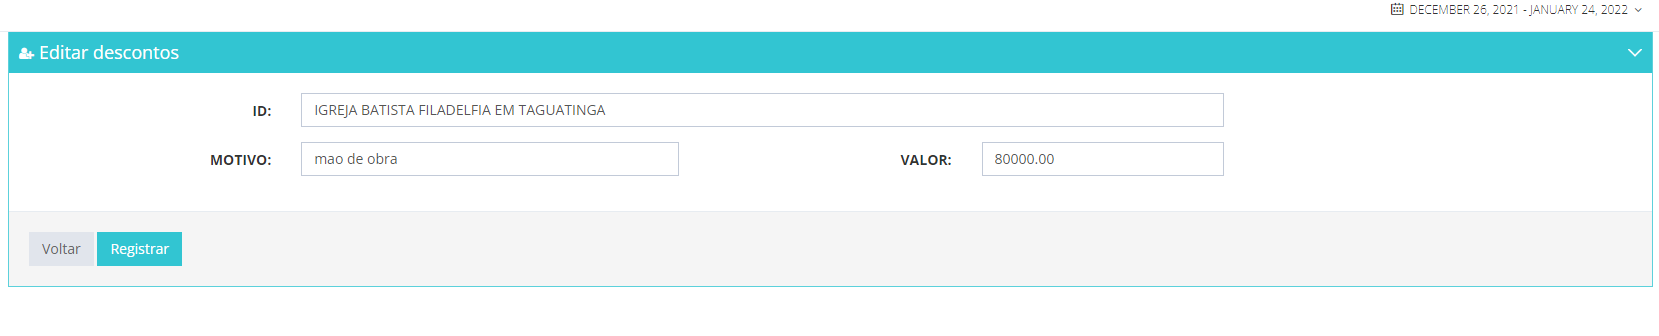 DECEMBER 26, 2021 - JANUARY 24, 2022
Editar descontos
ID: IGREJA BATISTA FILADELFIA EM TAGUATINGA
MOTIVO: mao de obra VALOR: 80000.00
Voltar Registrar